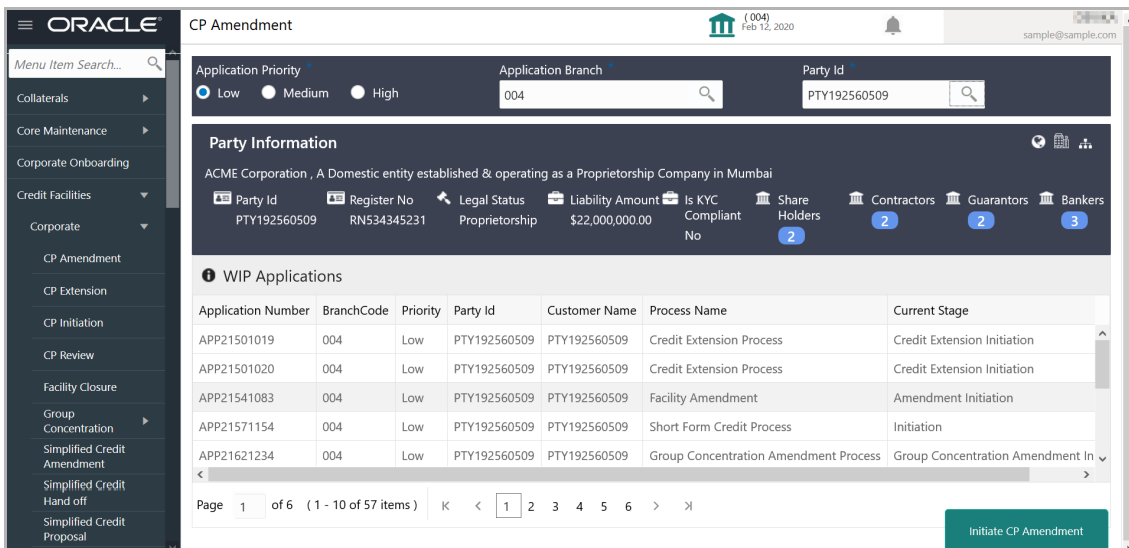 ORACLE
CP Amendment
( 004)
Feb 12, 2020
sample@sample.com
Menu Item Search...
Collaterals
Core Maintenance
Corporate Onboarding
Credit Facilities
Corporate
CP Amendment
CP Extension
CP Initiation
CP Review
Facility Closure
Group
Concentration
Simplified Credit
Amendment
Simplified Credit
Hand off
Simplified Credit
Proposal
Application Priority * Application Branch * Party Id *
Low Medium High 004 PTY192560509
Party Information
ACME Corporation , A Domestic entity established & operating as a Proprietorship Company in Mumbai
Party Id
PTY192560509
Register No
RN534345231
Legal Status
Proprietorship
Liability Amount
$22,000,000.00
Is KYC
Compliant
No
Share
Holders
2
Contractors
2
Guarantors
2
Bankers
3
WIP Applications
Application Number BranchCode Priority Party Id Customer Name Process Name Current Stage
APP21501019 004 Low PTY192560509 PTY192560509 Credit Extension Process Credit Extension Initiation
APP21501020 004 Low PTY192560509 PTY192560509 Credit Extension Process Credit Extension Initiation
APP21541083 004 Low PTY192560509 PTY192560509 Facility Amendment Amendment Initiation
APP21571154 004 Low PTY192560509 PTY192560509 Short Form Credit Process Initiation
APP21621234 004 Low PTY192560509 PTY192560509 Group Concentration Amendment Process Group Concentration Amendment In
Page 1 of 6 ( 1 - 10 of 57 items ) 1 2 3 4 5 6
Initiate CP Amendment